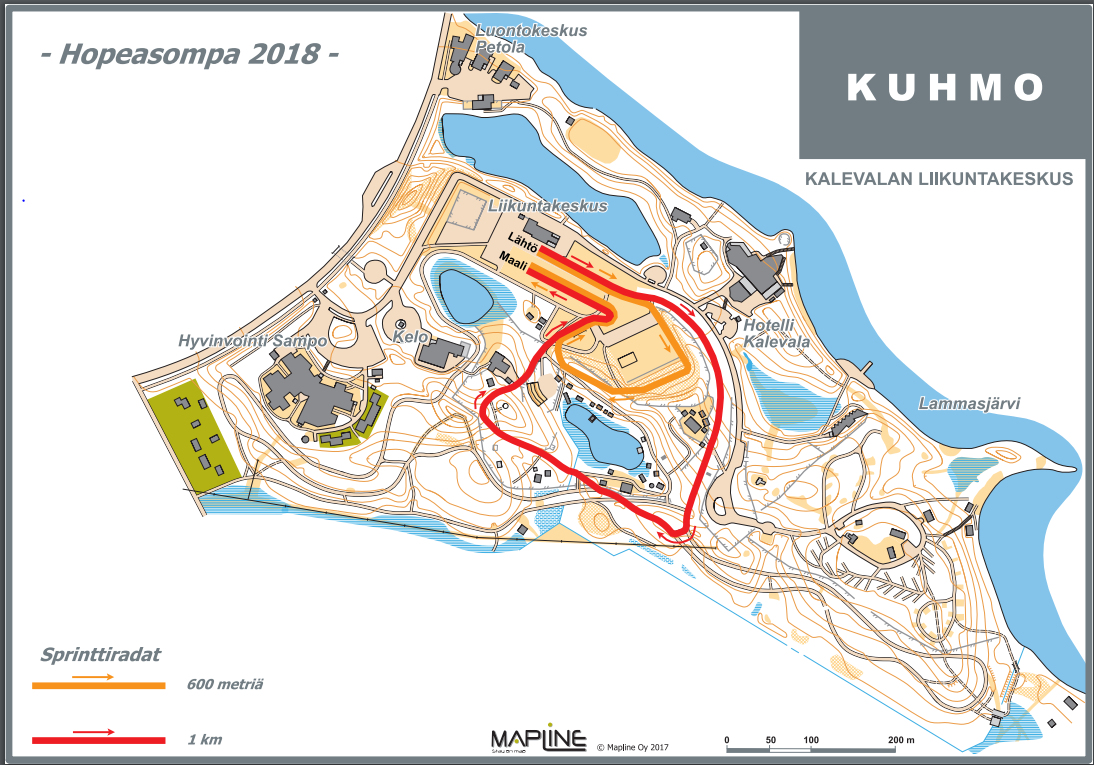 - Hopeasompa 2018 -
Luontokeskus
Petola
KUHMO
KALEVALAN LIIKUNTAKESKUS
Liikuntakeskus
Lähtö
Maali
Hyvinvointi Sampo
Kelo
Hotelli
Kalevala
Lammasjärvi
Sprinttiradat
600 metriä
1 km
MAPLINE
© Mapline Oy 2017
0 50 100 200 m